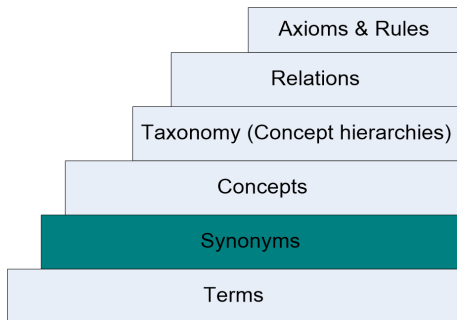 Axioms & Rules
Relations
Taxonomy (Concept hierarchies)
Concepts
Synonyms
Terms